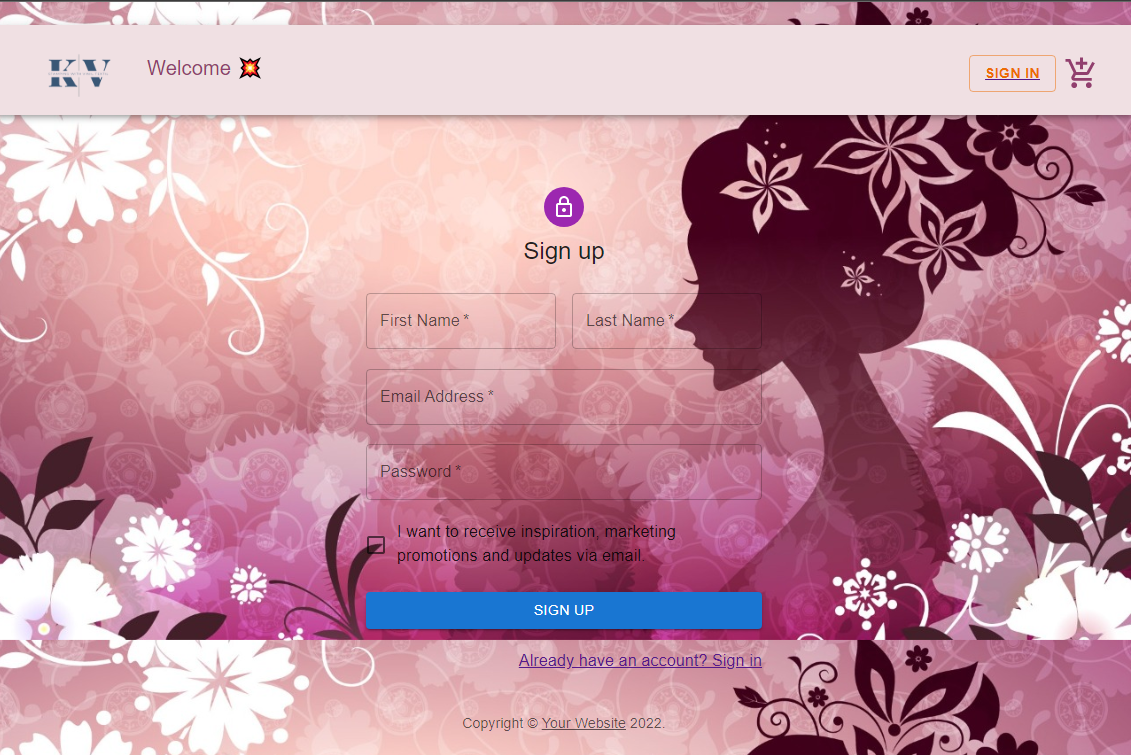 KV
Welcome 💥
SIGN IN
Sign up
First Name *
Last Name *
Email Address *
Password *
I want to receive inspiration, marketing
promotions and updates via email.
SIGN UP
Already have an account? Sign in
Copyright © Your Website 2022.